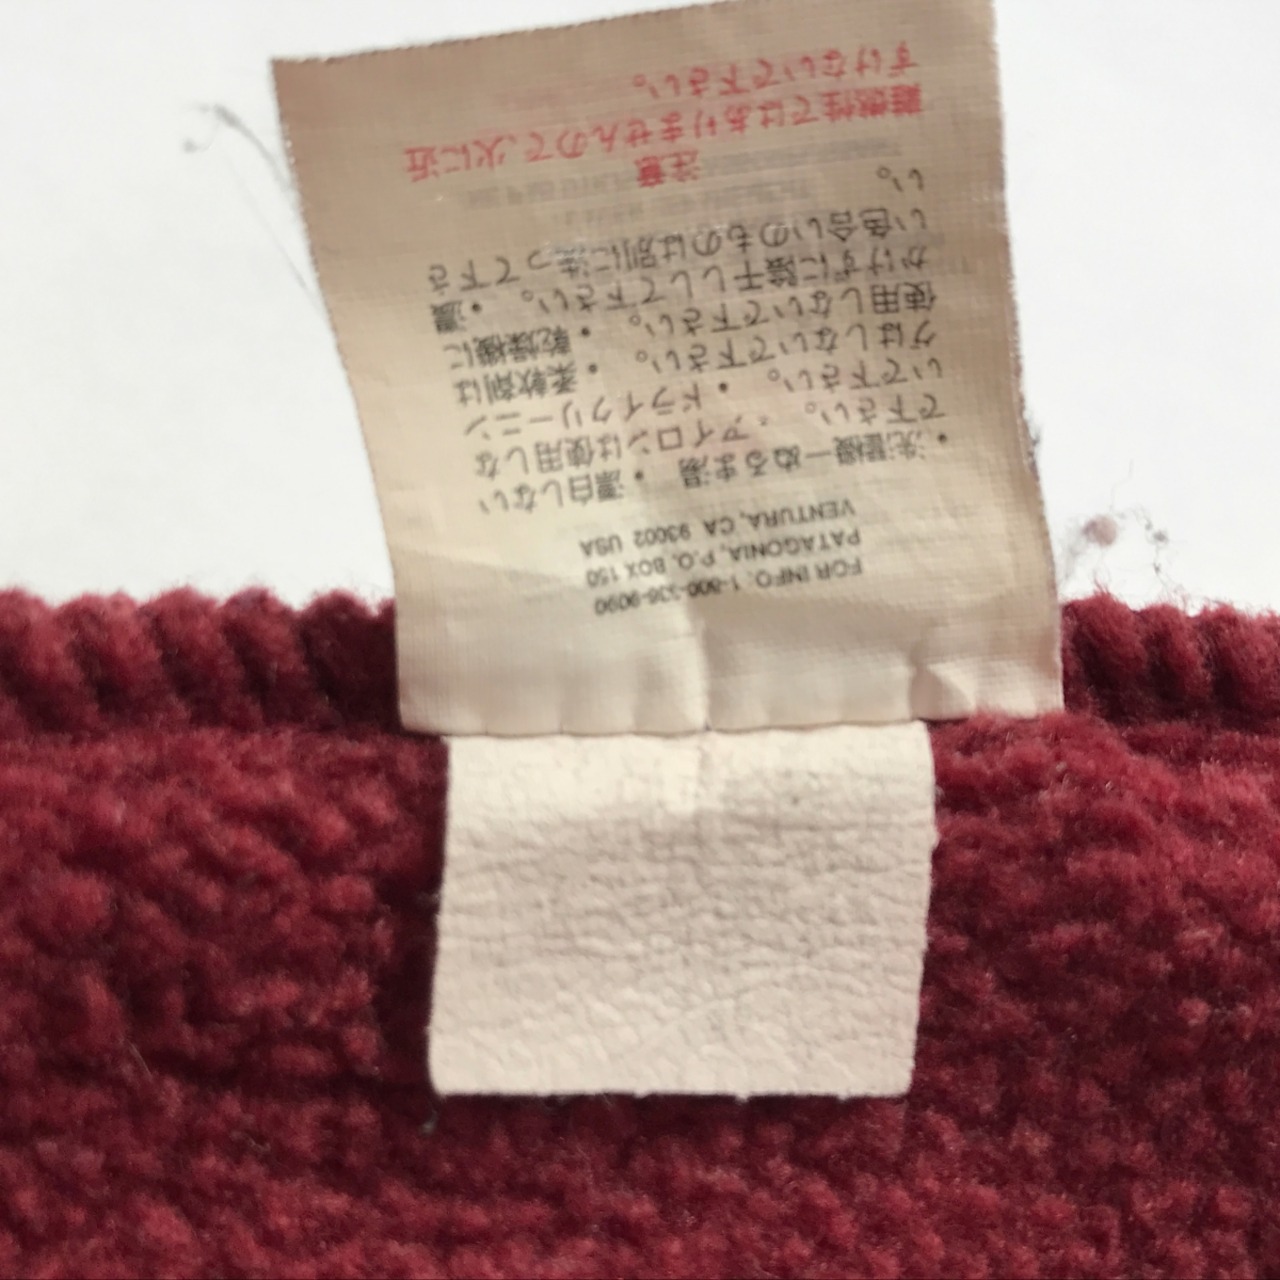 FOR INFO. 1-800-336-9090
PATAGONIA, P.O. BOX 150
VENTURA, CA 93002 USA
・洗濯機―ぬるま湯 ・漂白しない
で下さい。 ・アイロンは使用しな
いで下さい。 ・ドライクリーニン
グはしないで下さい。 ・柔軟剤は
使用しないで下さい。 ・乾燥機に
かけずに陰干しして下さい。 ・濃
い色合いのものは別に洗って下さ
い。
注意
難燃性ではありませんので、火に近
ずけないで下さい。